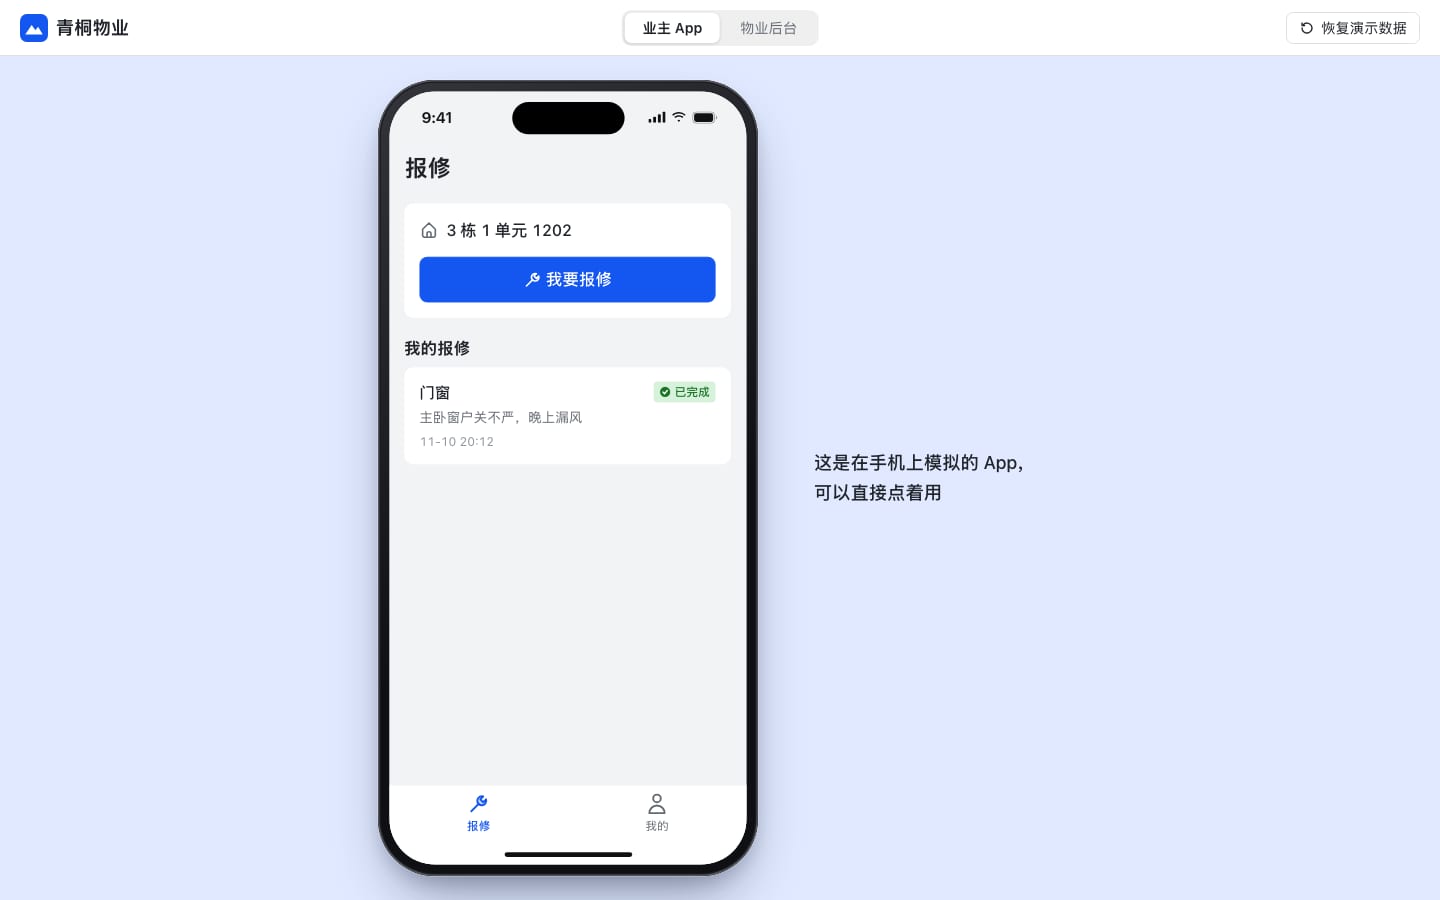 青桐物业
业主 App
物业后台
恢复演示数据
9:41
报修
3 栋 1 单元 1202
我要报修
我的报修
门窗
已完成
主卧窗户关不严，晚上漏风
11-10 20:12
这是在手机上模拟的 App，
可以直接点着用
报修
我的